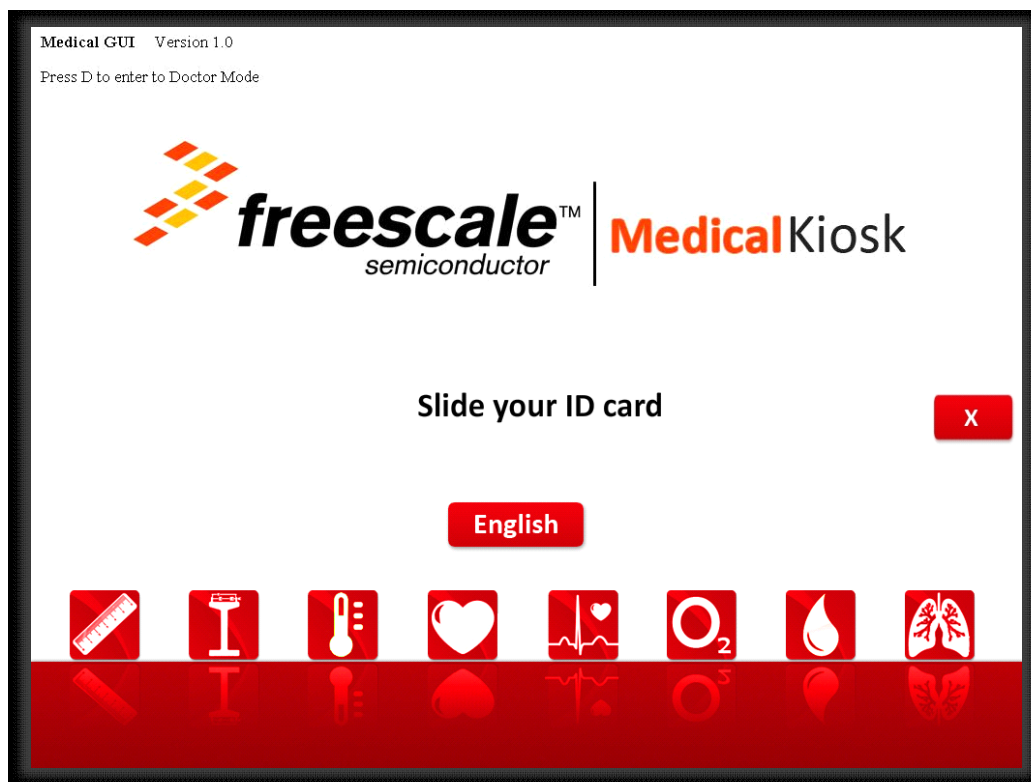 Medical GUI Version 1.0
Press D to enter to Doctor Mode
freescale™
semiconductor
MedicalKiosk
Slide your ID card
X
English
O2